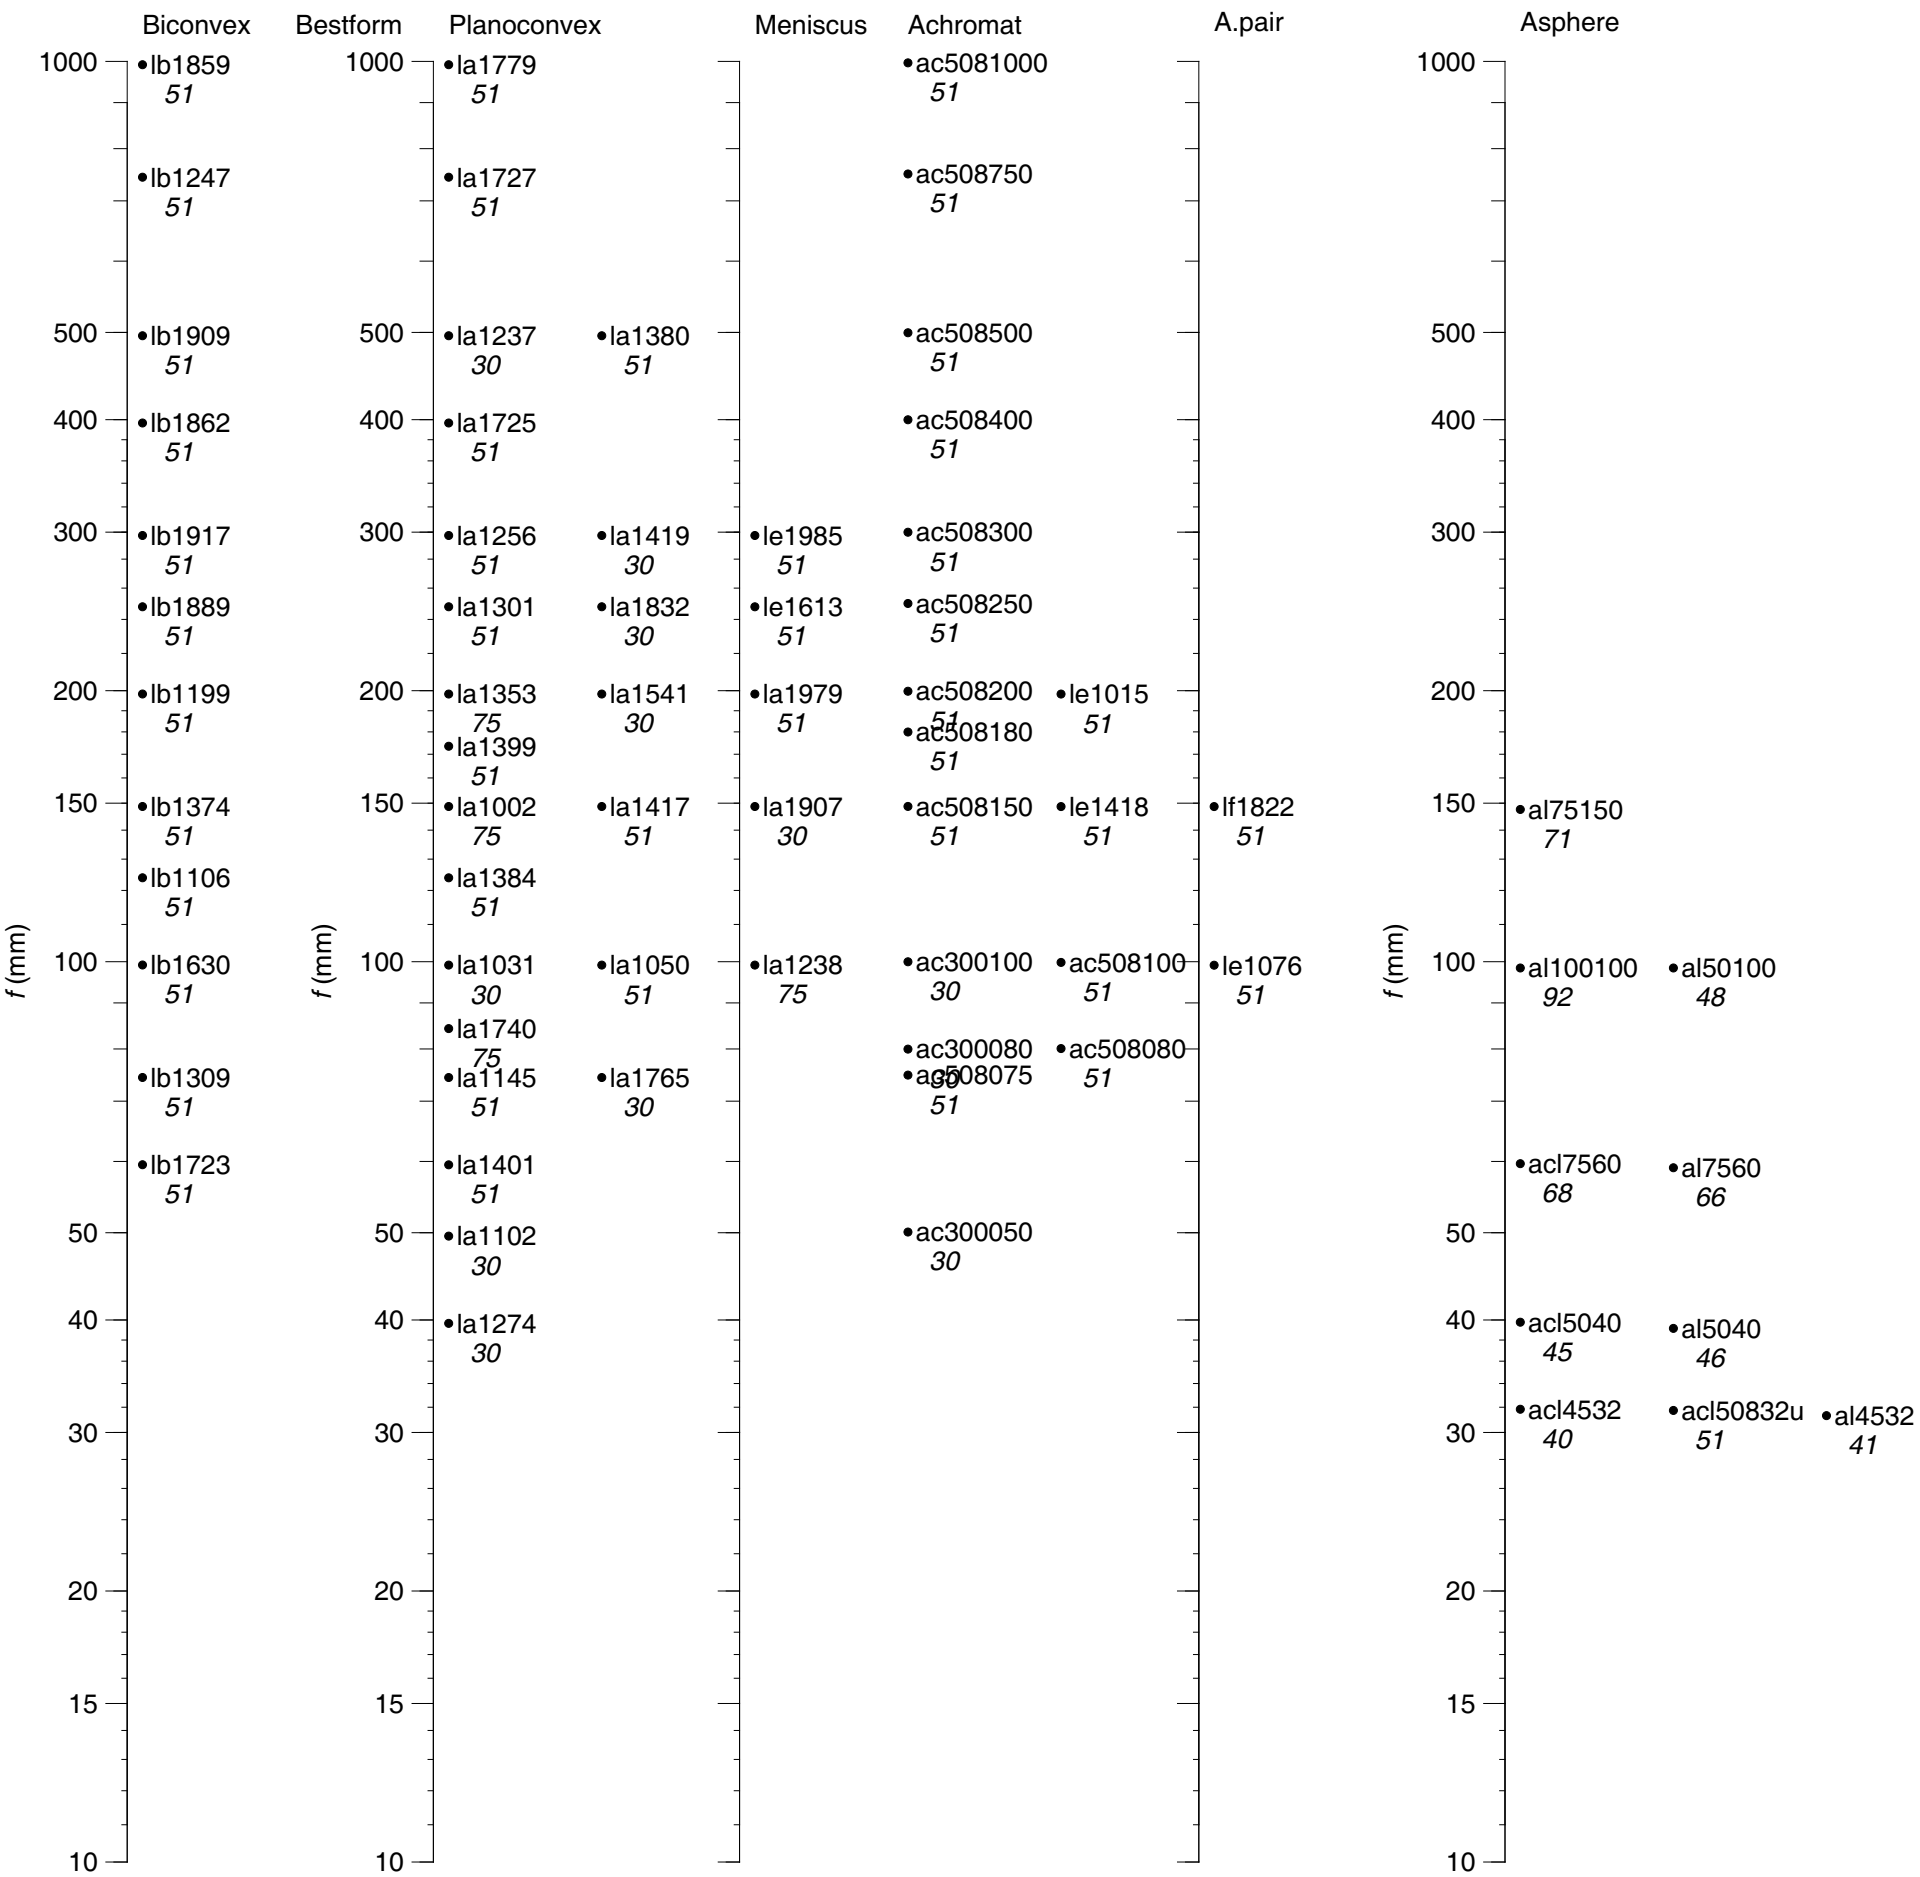 Biconvex Bestform Planoconvex Meniscus Achromat A.pair Asphere
1000 lb1859 1000 la1779 ac5081000 1000
51 51 51
lb1247 la1727 ac508750
51 51 51
500 lb1909 500 la1237 la1380 ac508500 500
51 30 51 51
400 lb1862 400 la1725 ac508400 400
51 51 51
300 lb1917 300 la1256 la1419 le1985 ac508300 300
51 51 30 51 51
lb1889 la1301 la1832 le1613 ac508250
51 51 30 51 51
200 lb1199 200 la1353 la1541 la1979 ac508200 le1015 200
51 75 30 51 51 51
la1399 ac508180
51 51
150 lb1374 150 la1002 la1417 la1907 ac508150 le1418 lf1822 150 al75150
51 75 51 30 51 51 51 71
lb1106 la1384
51 51
f (mm) f (mm) f (mm)
100 lb1630 100 la1031 la1050 la1238 ac300100 ac508100 le1076 100 al100100 al50100
51 30 51 75 30 51 51 92 48
la1740 ac300080 ac508080
75 30 51
lb1309 la1145 la1765 ac508075
51 51 30 51
lb1723 la1401 acl7560 al7560
51 51 68 66
50 50 la1102 ac300050 50
30 30
40 40 la1274 40 acl5040 al5040
30 45 46
acl4532 acl50832u al4532
40 51 41
30 30 30
20 20 20
15 15 15
10 10 10